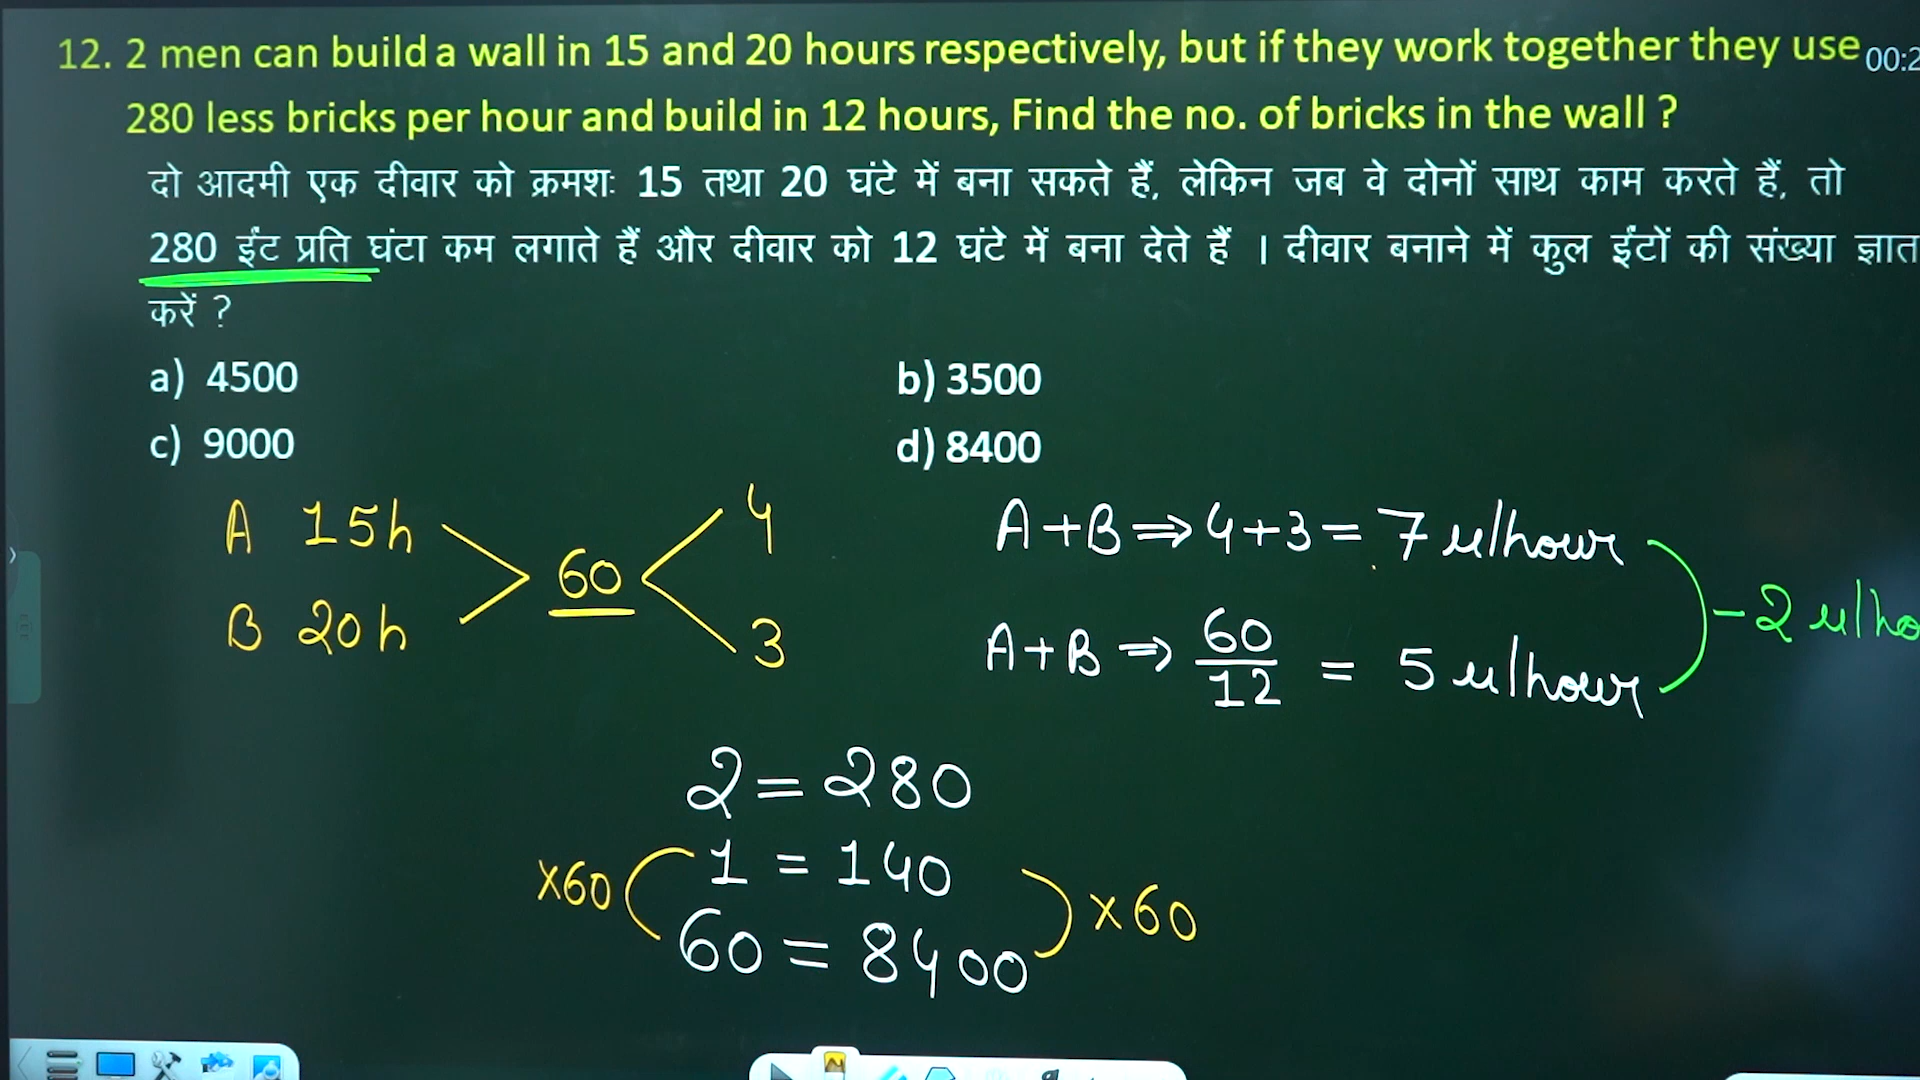 12. 2 men can build a wall in 15 and 20 hours respectively, but if they work together they use
00:2
280 less bricks per hour and build in 12 hours, Find the no. of bricks in the wall ?
दो आदमी एक दीवार को क्रमशः 15 तथा 20 घंटे में बना सकते हैं, लेकिन जब वे दोनों साथ काम करते हैं, तो
280 इंट प्रति घंटा कम लगाते हैं और दीवार को 12 घंटे में बना देते हैं । दीवार बनाने में कुल ईंटों की संख्या ज्ञात
करें ?
a) 4500
b) 3500
c) 9000
d) 8400
A 15h
B 20h
60
4
3
A+B ⇒ 4+3 = 7 u/hour
A+B ⇒ 60/12 = 5 u/hour
-2 u/ho
2 = 280
1 = 140
60 = 8400
x60
x60